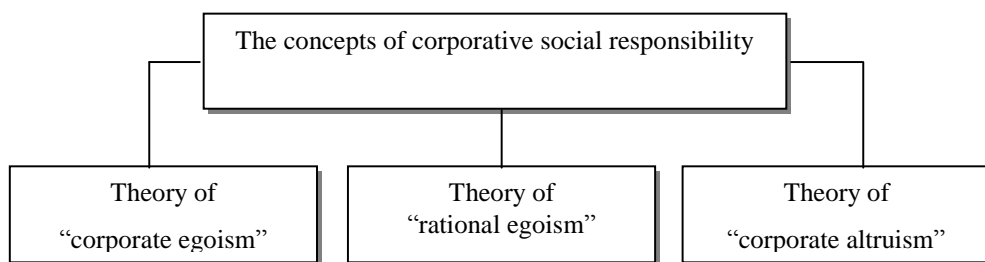 The concepts of corporative social responsibility
Theory of
“corporate egoism”
Theory of
“rational egoism”
Theory of
“corporate altruism”